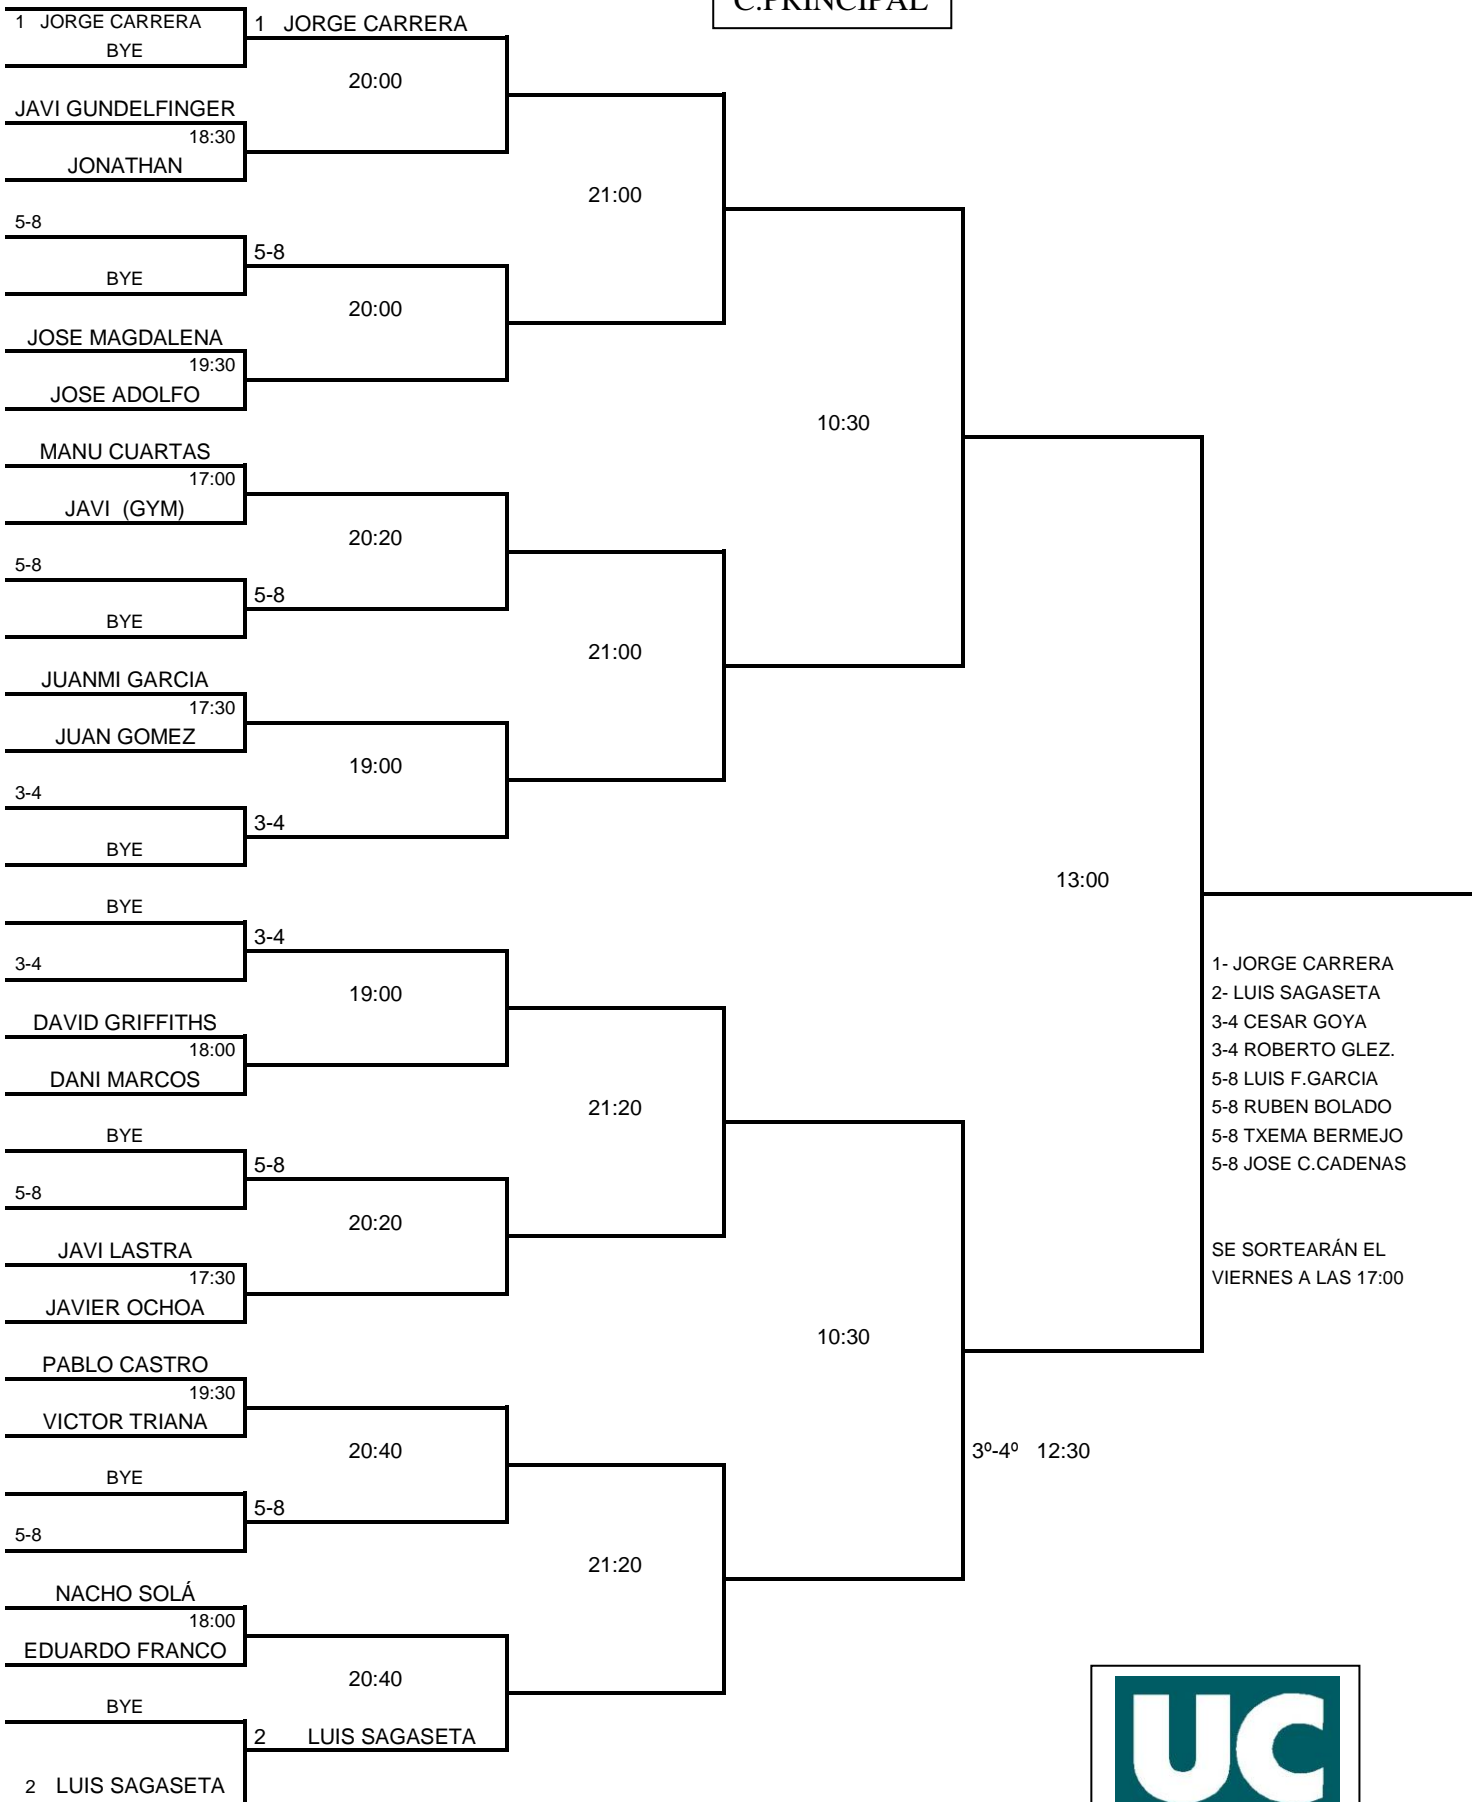 C.PRINCIPAL
1 JORGE CARRERA
BYE
1 JORGE CARRERA
20:00
JAVI GUNDELFINGER
18:30
JONATHAN
21:00
5-8
5-8
BYE
20:00
JOSE MAGDALENA
19:30
JOSE ADOLFO
10:30
MANU CUARTAS
17:00
JAVI (GYM)
20:20
5-8
5-8
BYE
21:00
JUANMI GARCIA
17:30
JUAN GOMEZ
19:00
3-4
3-4
BYE
13:00
BYE
3-4
3-4
19:00
DAVID GRIFFITHS
18:00
DANI MARCOS
21:20
BYE
5-8
5-8
20:20
JAVI LASTRA
17:30
JAVIER OCHOA
10:30
PABLO CASTRO
19:30
VICTOR TRIANA
20:40
3º-4º 12:30
BYE
5-8
5-8
21:20
NACHO SOLÁ
18:00
EDUARDO FRANCO
20:40
BYE
2 LUIS SAGASETA
2 LUIS SAGASETA
1- JORGE CARRERA
2- LUIS SAGASETA
3-4 CESAR GOYA
3-4 ROBERTO GLEZ.
5-8 LUIS F.GARCIA
5-8 RUBEN BOLADO
5-8 TXEMA BERMEJO
5-8 JOSE C.CADENAS
SE SORTEARÁN EL
VIERNES A LAS 17:00
UC